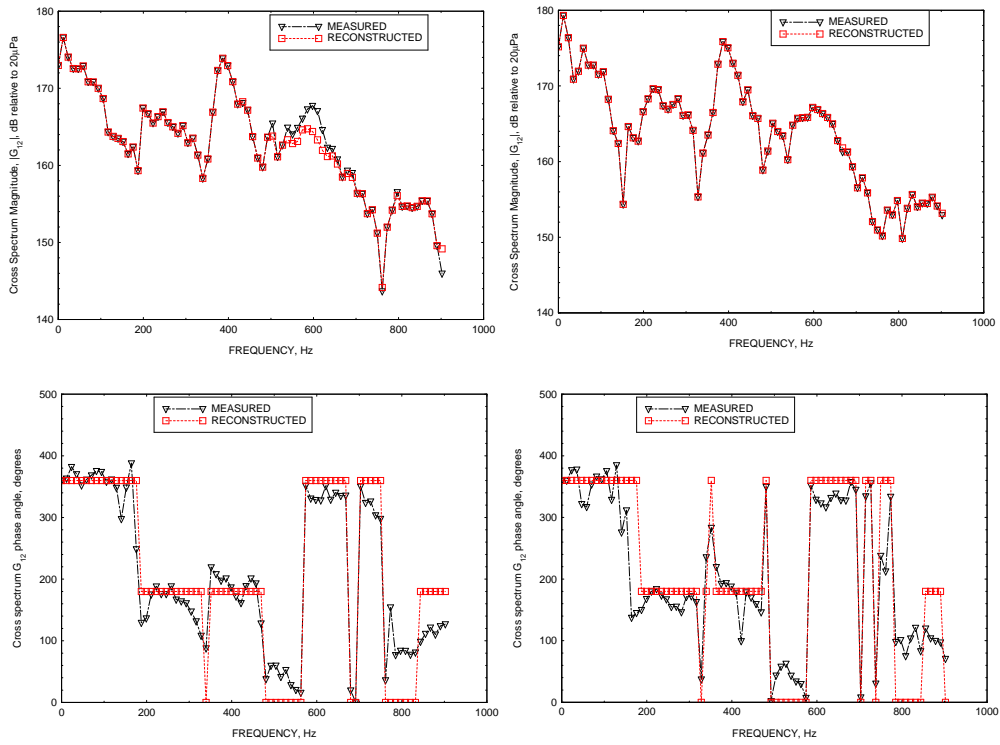 MEASURED
RECONSTRUCTED
Cross Spectrum Magnitude, |G12|, dB relative to 20μPa
180
170
160
150
140
0
200
400
600
800
1000
FREQUENCY, Hz
MEASURED
RECONSTRUCTED
Cross Spectrum Magnitude, |G12|, dB relative to 20μPa
180
170
160
150
140
0
200
400
600
800
1000
FREQUENCY, Hz
MEASURED
RECONSTRUCTED
Cross spectrum G12 phase angle, degrees
500
400
300
200
100
0
0
200
400
600
800
1000
FREQUENCY, Hz
MEASURED
RECONSTRUCTED
Cross spectrum G12 phase angle, degrees
500
400
300
200
100
0
0
200
400
600
800
1000
FREQUENCY, Hz